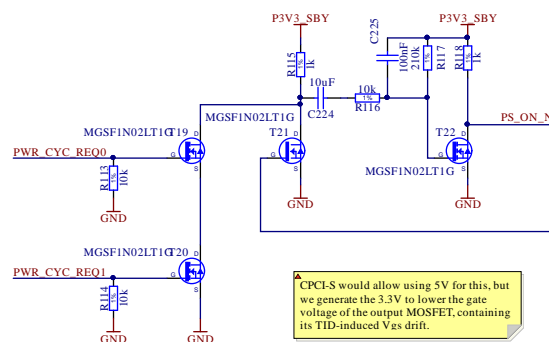 P3V3_SBY
C225
P3V3_SBY
R115
1%
1k
100nF
R117
1%
210k
R118
1%
1k
10uF
C224
10k
1%
R116
PS_ON_N
MGSF1N02LT1G
T21
D
G
S
GND
T22
D
G
S
MGSF1N02LT1G
GND
MGSF1N02LT1G
T19
D
G
S
PWR_CYC_REQ0
R113
1%
10k
GND
MGSF1N02LT1G
T20
D
G
S
PWR_CYC_REQ1
R114
1%
10k
GND
GND
CPCI-S would allow using 5V for this, but
we generate the 3.3V to lower the gate
voltage of the output MOSFET, containing
its TID-induced Vgs drift.